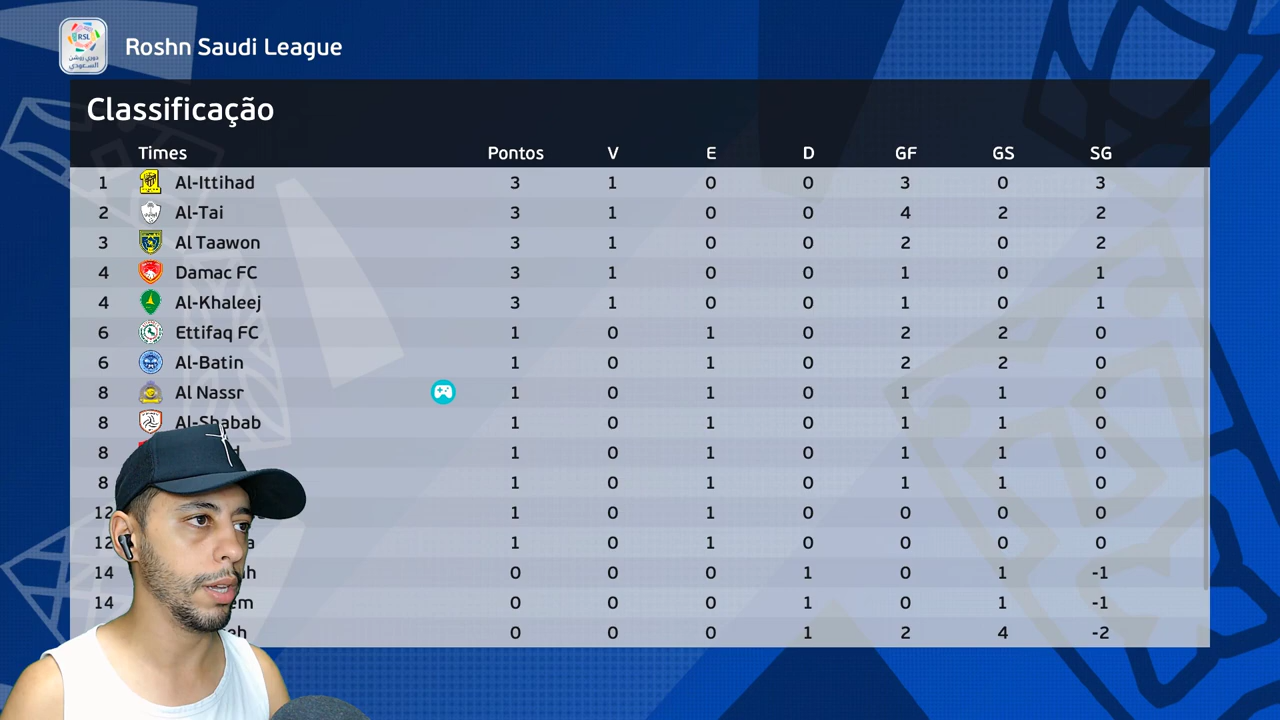 RSL
دوري روشن
السعودي
Roshn Saudi League
Classificação
Times Pontos V E D GF GS SG
1 Al-Ittihad 3 1 0 0 3 0 3
2 Al-Tai 3 1 0 0 4 2 2
3 Al Taawon 3 1 0 0 2 0 2
4 Damac FC 3 1 0 0 1 0 1
4 Al-Khaleej 3 1 0 0 1 0 1
6 Ettifaq FC 1 0 1 0 2 2 0
6 Al-Batin 1 0 1 0 2 2 0
8 Al Nassr 1 0 1 0 1 1 0
8 Al-Shabab 1 0 1 0 1 1 0
8 1 0 1 0 1 1 0
8 1 0 1 0 1 1 0
12 1 0 1 0 0 0 0
12 1 0 1 0 0 0 0
14 0 0 0 1 0 1 -1
14 0 0 0 1 0 1 -1
0 0 0 1 2 4 -2